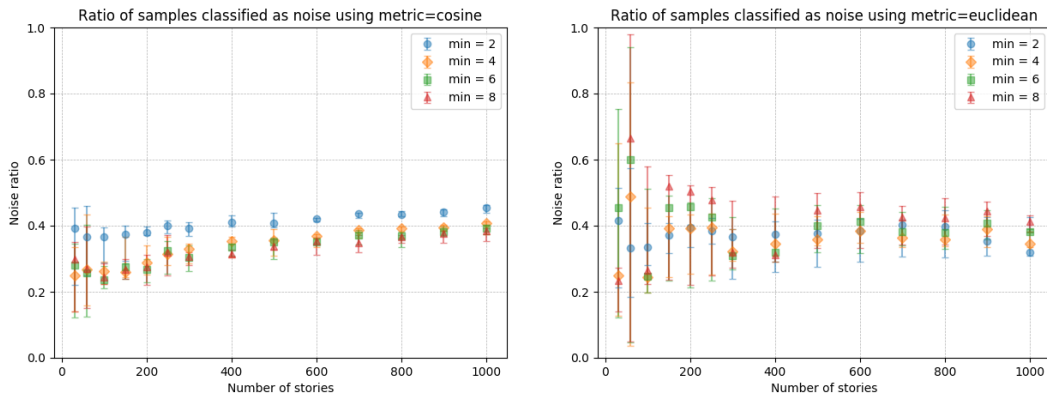 Ratio of samples classified as noise using metric=cosine
1.0
0.8
0.6
0.4
0.2
0.0
Noise ratio
min = 2
min = 4
min = 6
min = 8
0
200
400
600
800
1000
Number of stories
Ratio of samples classified as noise using metric=euclidean
1.0
0.8
0.6
0.4
0.2
0.0
Noise ratio
min = 2
min = 4
min = 6
min = 8
0
200
400
600
800
1000
Number of stories